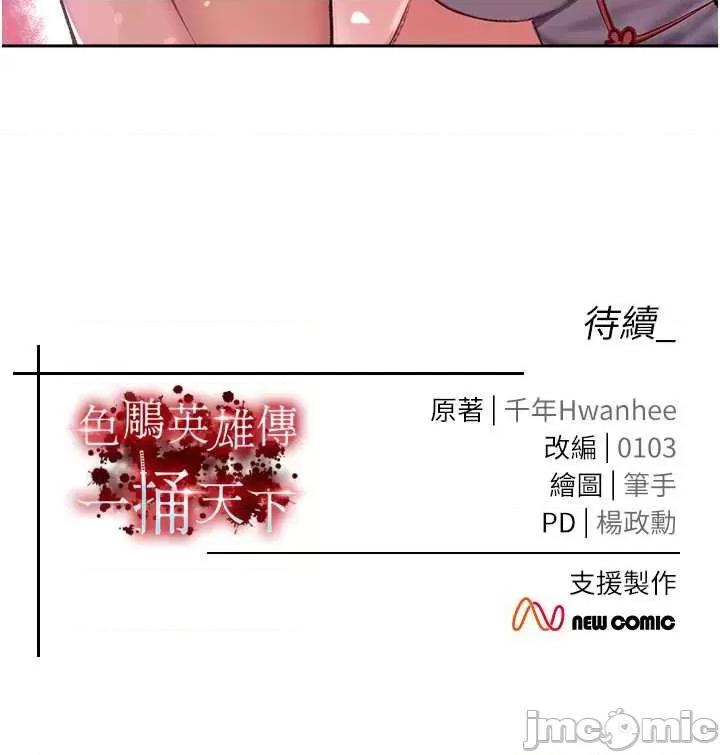 待續_
色鵰英雄傳
一捅天下
原著|千年Hwanhee
改編|0103
繪圖|筆手
PD|楊政勳
支援製作
NEW COMIC
jmcomic